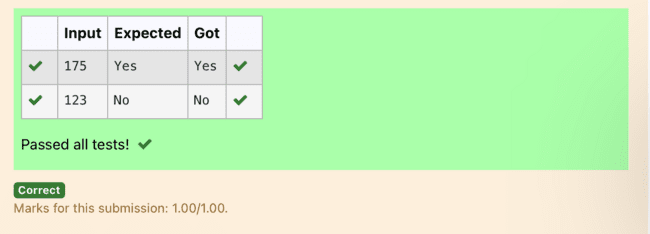 Input Expected Got
175 Yes Yes
123 No No
Passed all tests!
Correct
Marks for this submission: 1.00/1.00.